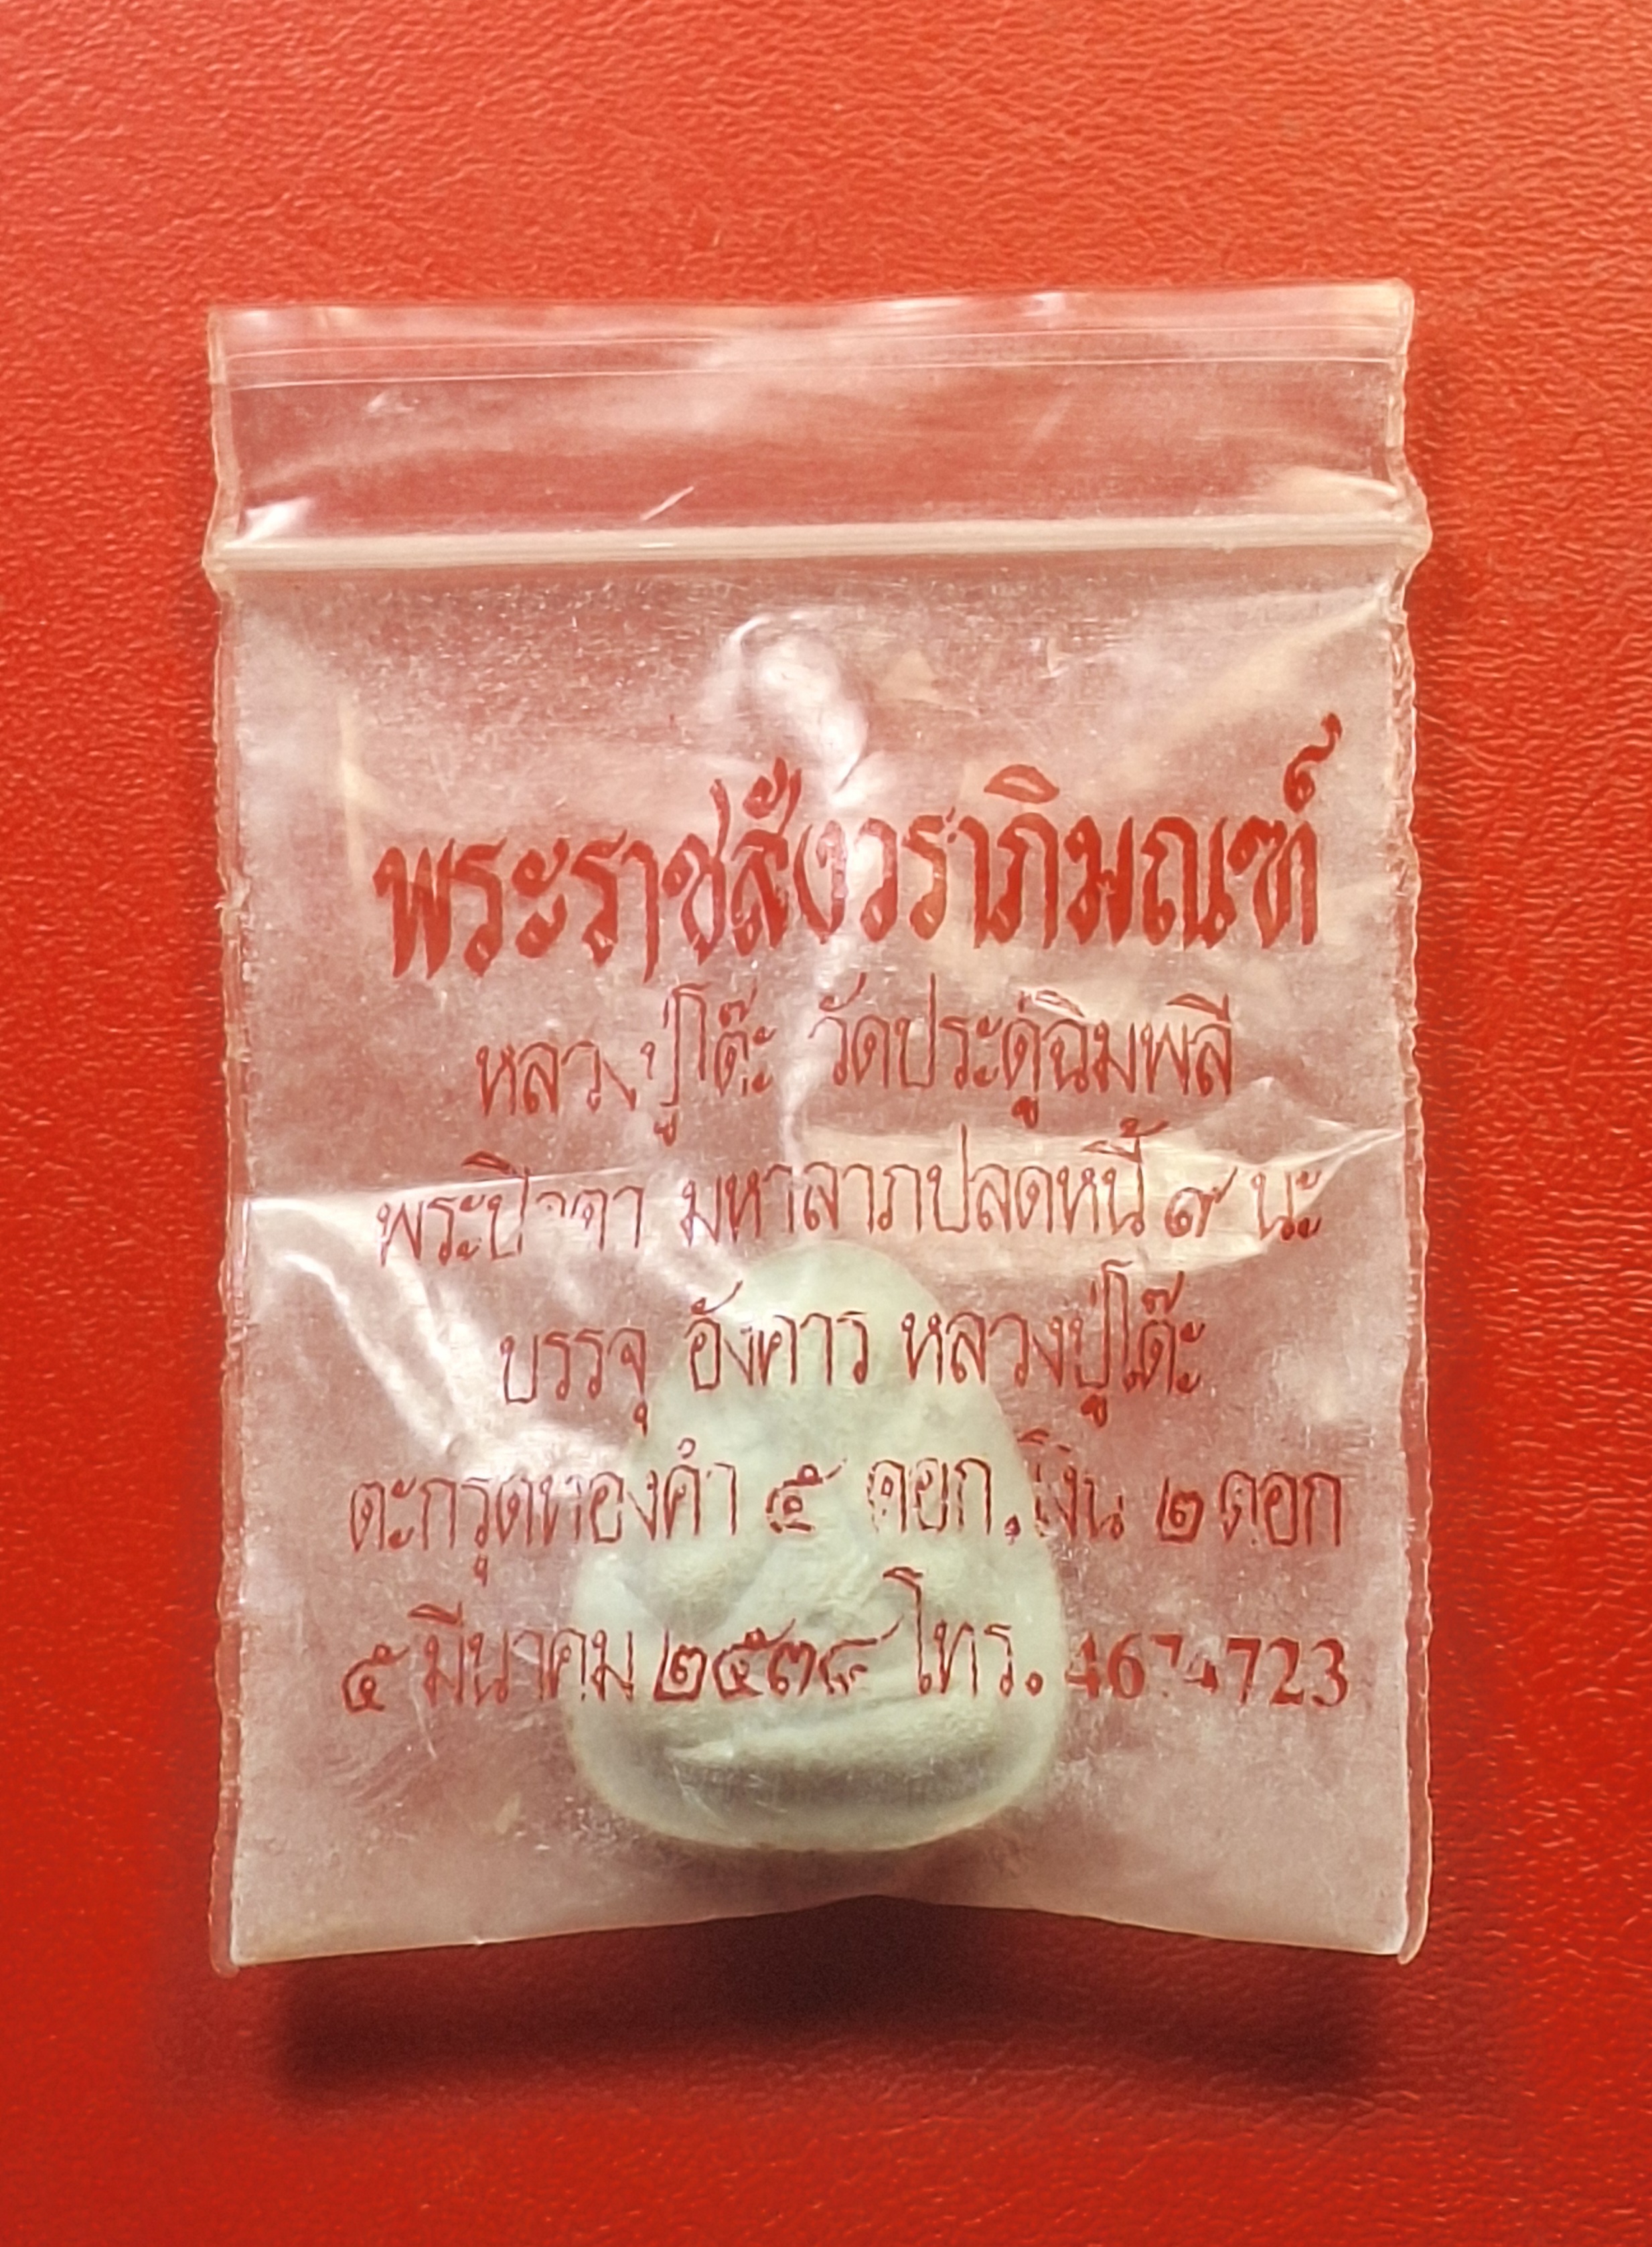 พระราชสังวราภิมณฑ์
หลวงปู่โต๊ะ วัดประดู่ฉิมพลี
พระปิดตา มหาลาภปลดหนี้ ๙ นะ
บรรจุ อังคาร หลวงปู่โต๊ะ
ตะกรุดทองคำ ๕ ดอก.เงิน ๒ ดอก
๕ มีนาคม ๒๕๓๘ โทร. 4674723